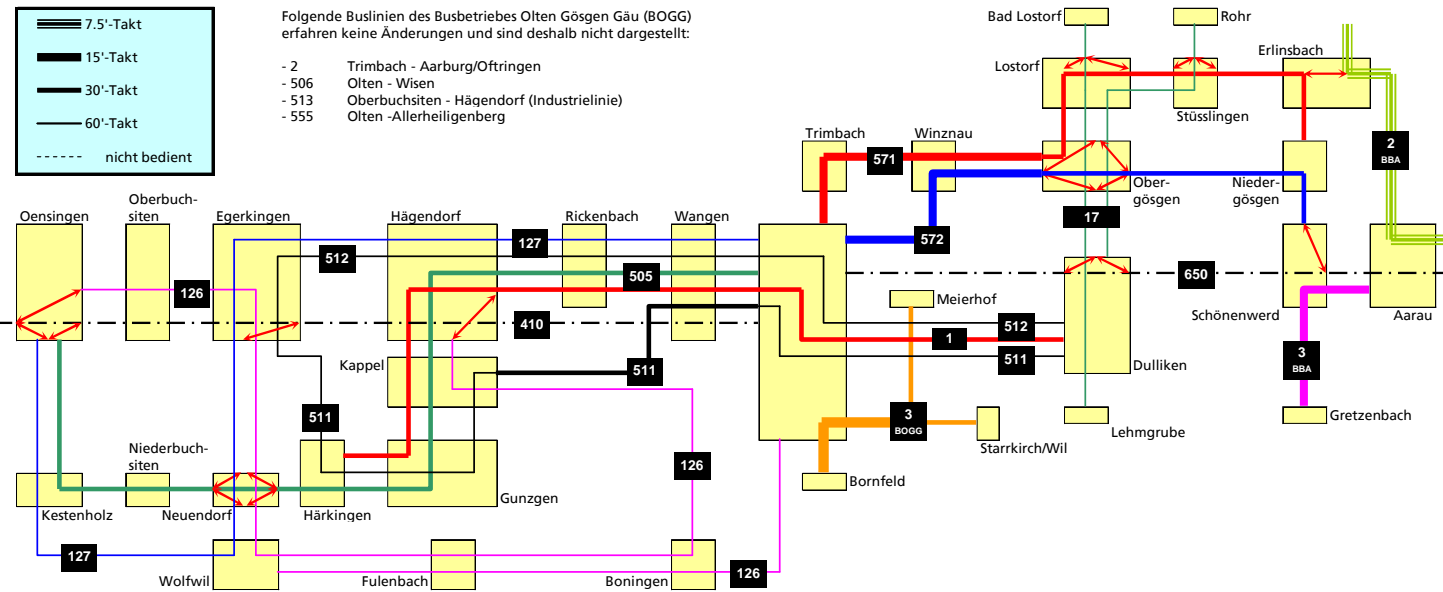 7.5'-Takt
15'-Takt
30'-Takt
60'-Takt
nicht bedient
Folgende Buslinien des Busbetriebes Olten Gösgen Gäu (BOGG)
erfahren keine Änderungen und sind deshalb nicht dargestellt:
- 2 Trimbach - Aarburg/Oftringen
- 506 Olten - Wisen
- 513 Oberbuchsiten - Hägendorf (Industrielinie)
- 555 Olten -Allerheiligenberg
Bad Lostorf
Rohr
Lostorf
Erlinsbach
Stüsslingen
Trimbach
Winznau
571
2
BBA
Ober-
gösgen
Nieder-
gösgen
17
572
Oensingen
Oberbuch-
siten
Egerkingen
Hägendorf
Rickenbach
Wangen
127
512
505
126
650
410
Meierhof
Schönenwerd
Aarau
512
1
511
Kappel
511
Dulliken
3
BBA
511
3
BOGG
Gretzenbach
Lehmgrube
Starrkirch/Wil
Niederbuch-
siten
126
Bornfeld
Kestenholz
Neuendorf
Härkingen
Gunzgen
127
126
Wolfwil
Fulenbach
Boningen